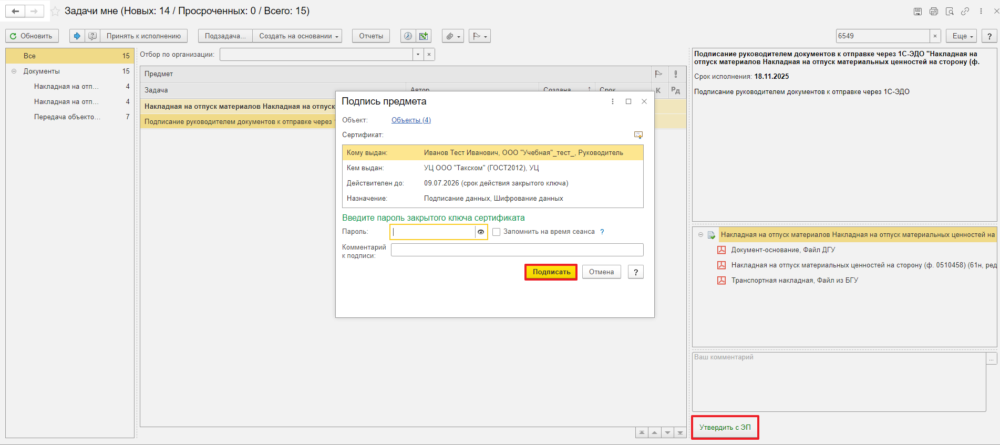 Задачи мне (Новых: 14 / Просроченных: 0 / Всего: 15)
Обновить
?
Принять к исполнению
Подзадача...
Создать на основании
Отчеты
6549
×
Еще
?
Все 15
Документы 15
Накладная на отп... 4
Накладная на отп... 4
Передача объекто... 7
Отбор по организации:
Предмет
Задача Автор Создана Срок К Рд
Накладная на отпуск материалов Накладная на отпуск
Подписание руководителем документов к отправке через
Подпись предмета
Объект: Объекты (4)
Сертификат:
Кому выдан: Иванов Тест Иванович, ООО "Учебная"_тест_, Руководитель
Кем выдан: УЦ ООО "Такском" (ГОСТ2012), УЦ
Действителен до: 09.07.2026 (срок действия закрытого ключа)
Назначение: Подписание данных, Шифрование данных
Введите пароль закрытого ключа сертификата
Пароль: Запомнить на время сеанса ?
Комментарий
к подписи:
Подписать
Отмена
?
Подписание руководителем документов к отправке через 1С-ЭДО "Накладная на
отпуск материалов Накладная на отпуск материальных ценностей на сторону (ф.
Срок исполнения: 18.11.2025
Подписание руководителем документов к отправке через 1С-ЭДО
Накладная на отпуск материалов Накладная на отпуск материальных ценностей на
Документ-основание, Файл ДГУ
Накладная на отпуск материальных ценностей на сторону (ф. 0510458) (61н, ред
Транспортная накладная, Файл из БГУ
Ваш комментарий
...
Утвердить с ЭП